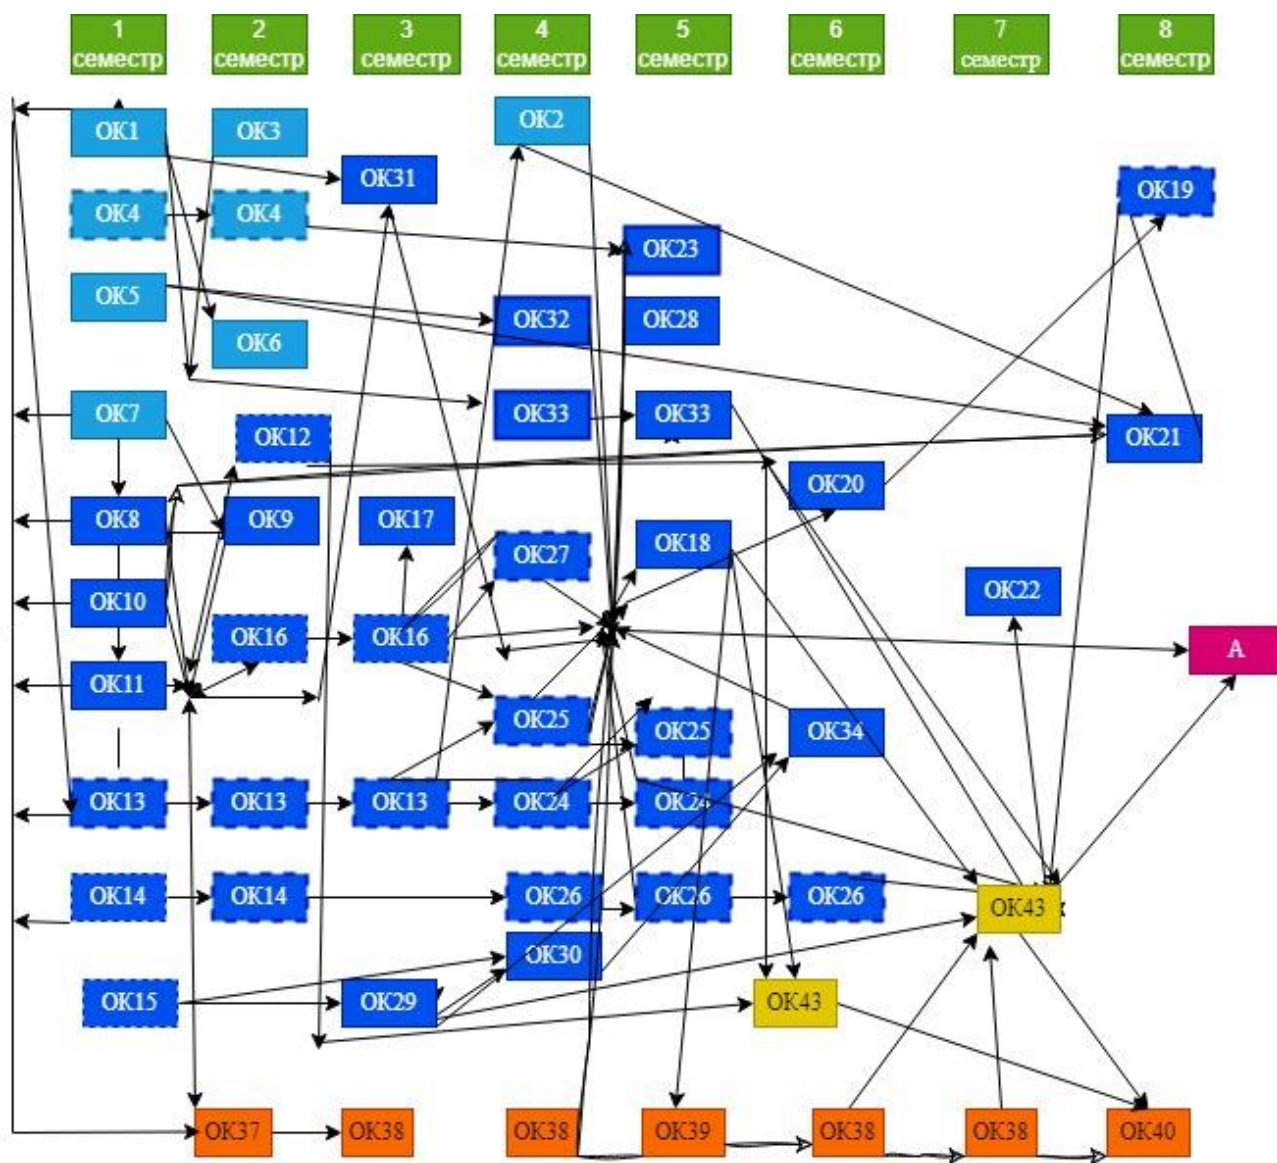 1
семестр
2
семестр
3
семестр
4
семестр
5
семестр
6
семестр
7
семестр
8
семестр
ОК1
ОК3
ОК2
ОК31
ОК19
ОК4
ОК4
ОК23
ОК5
ОК32
ОК28
ОК6
ОК7
ОК33
ОК33
ОК12
ОК21
ОК20
ОК8
ОК9
ОК17
ОК27
ОК18
ОК22
ОК10
ОК16
ОК16
А
ОК11
ОК25
ОК25
ОК34
ОК13
ОК13
ОК13
ОК24
ОК24
ОК14
ОК14
ОК26
ОК26
ОК26
ОК43
ОК30
ОК15
ОК29
ОК43
ОК37
ОК38
ОК38
ОК39
ОК38
ОК38
ОК40